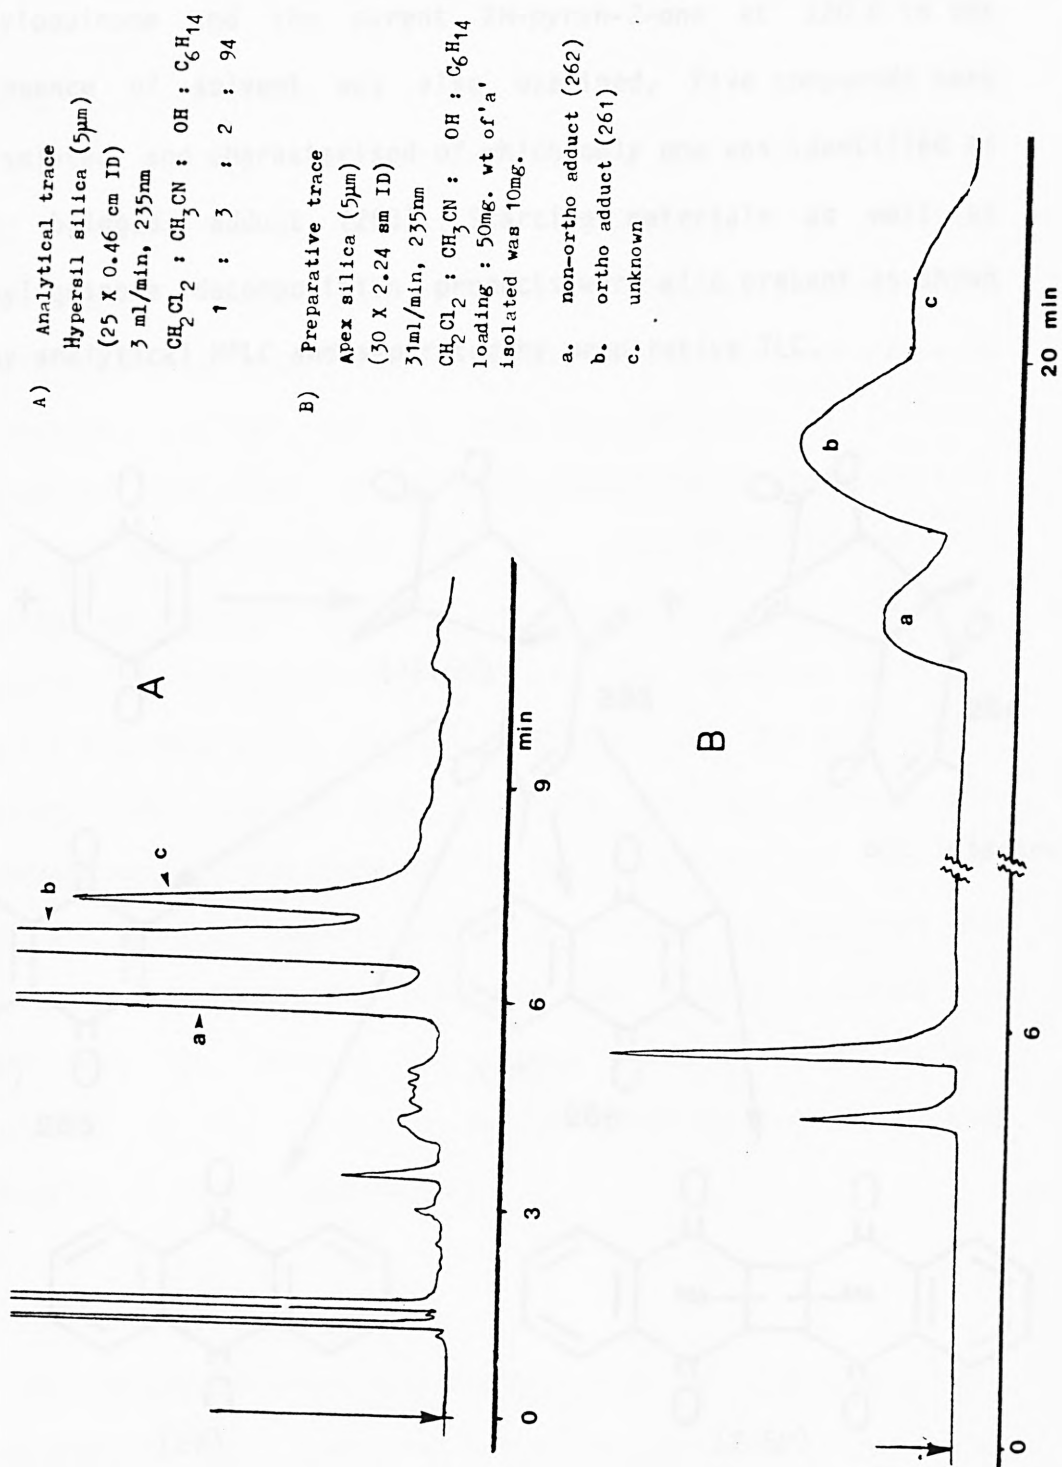 A) Analytical trace
Hypersil silica (5µm)
(25 X 0.46 cm ID)
3 ml/min, 235nm
CH2Cl2 : CH3CN : OH : C6H14
1 : 3 2 : 94
B) Preparative trace
Apex silica (5µm)
(30 X 2.24 sm ID)
31ml/min, 235nm
CH2Cl2 : CH3CN : OH : C6H14
loading : 50mg. wt of 'a'
isolated was 10mg.
a. non-ortho adduct (262)
b. ortho adduct (261)
c. unknown
A
a
b
c
0
3
6
9
min
B
a
b
c
0
6
20
min